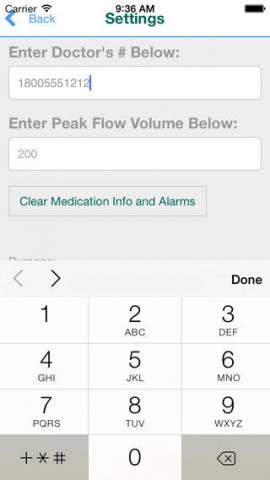 Carrier 9:36 AM
Back Settings
Enter Doctor's # Below:
18005551212
Enter Peak Flow Volume Below:
200
Clear Medication Info and Alarms
Done
1 2 3
ABC DEF
4 5 6
GHI JKL MNO
7 8 9
PQRS TUV WXYZ
+*# 0